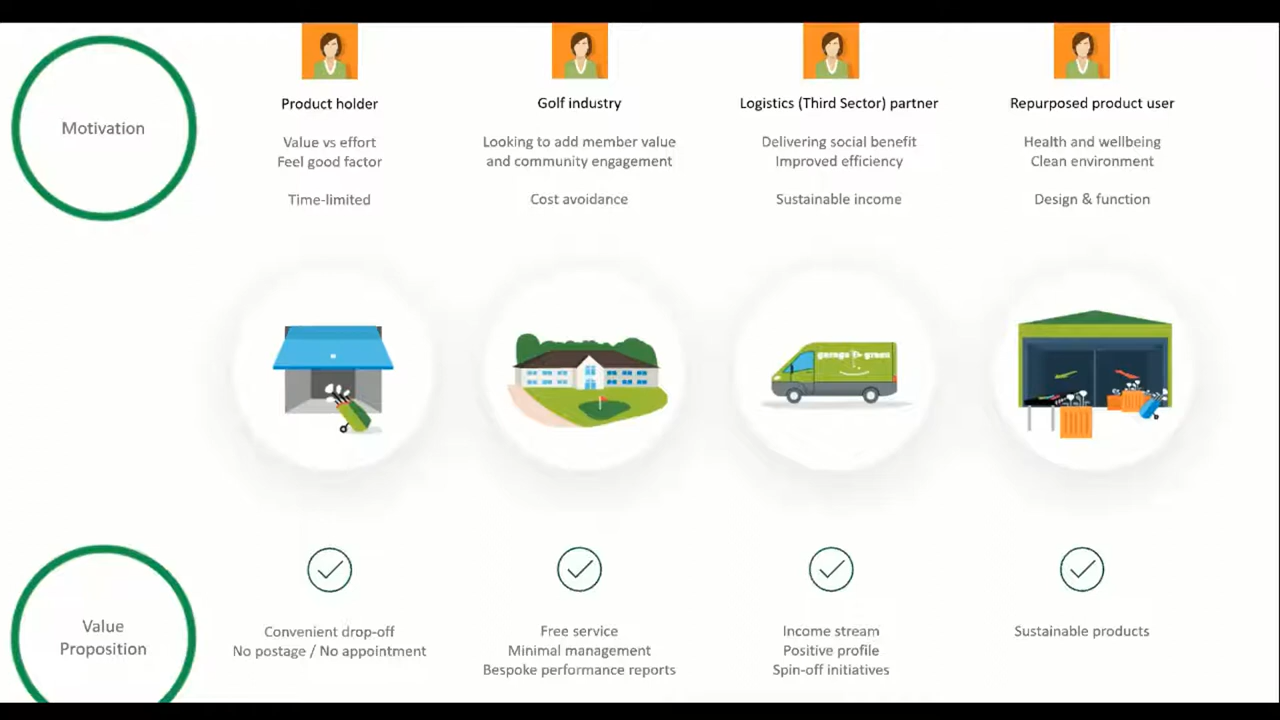 Motivation
Product holder
Value vs effort
Feel good factor
Time-limited
Golf industry
Looking to add member value
and community engagement
Cost avoidance
Logistics (Third Sector) partner
Delivering social benefit
Improved efficiency
Sustainable income
Repurposed product user
Health and wellbeing
Clean environment
Design & function
garage green
Value
Proposition
Convenient drop-off
No postage / No appointment
Free service
Minimal management
Bespoke performance reports
Income stream
Positive profile
Spin-off initiatives
Sustainable products